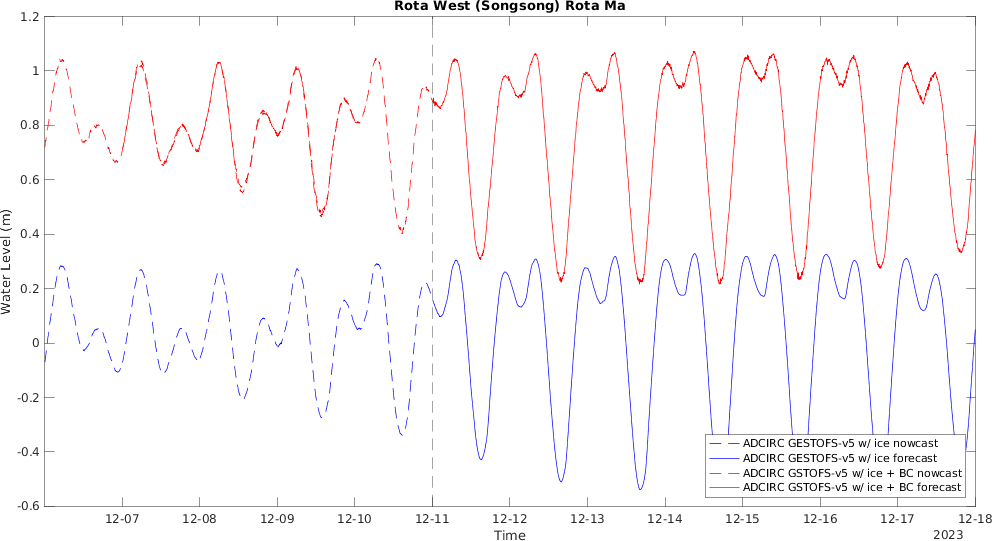 Rota West (Songsong) Rota Ma
1.2
1
0.8
0.6
0.4
0.2
0
-0.2
-0.4
-0.6
Water Level (m)
ADCIRC GESTOFS-v5 w/ ice nowcast
ADCIRC GESTOFS-v5 w/ ice forecast
ADCIRC GSTOFS-v5 w/ ice + BC nowcast
ADCIRC GSTOFS-v5 w/ ice + BC forecast
12-07 12-08 12-09 12-10 12-11 12-12 12-13 12-14 12-15 12-16 12-17 12-18
Time
2023